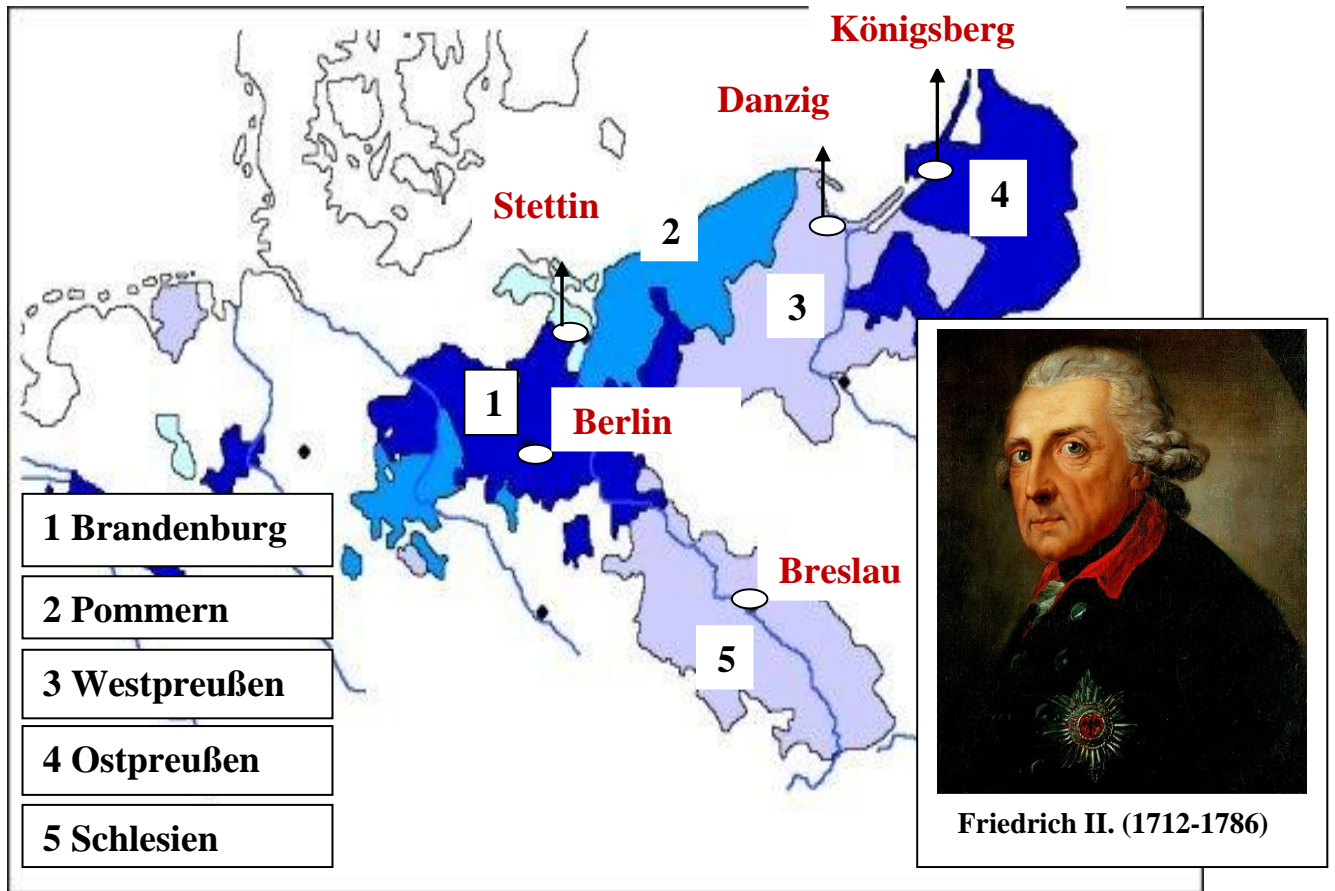 Königsberg
Danzig
Stettin
2
4
3
1
Berlin
Breslau
5
1 Brandenburg
2 Pommern
3 Westpreußen
4 Ostpreußen
5 Schlesien
Friedrich II. (1712-1786)